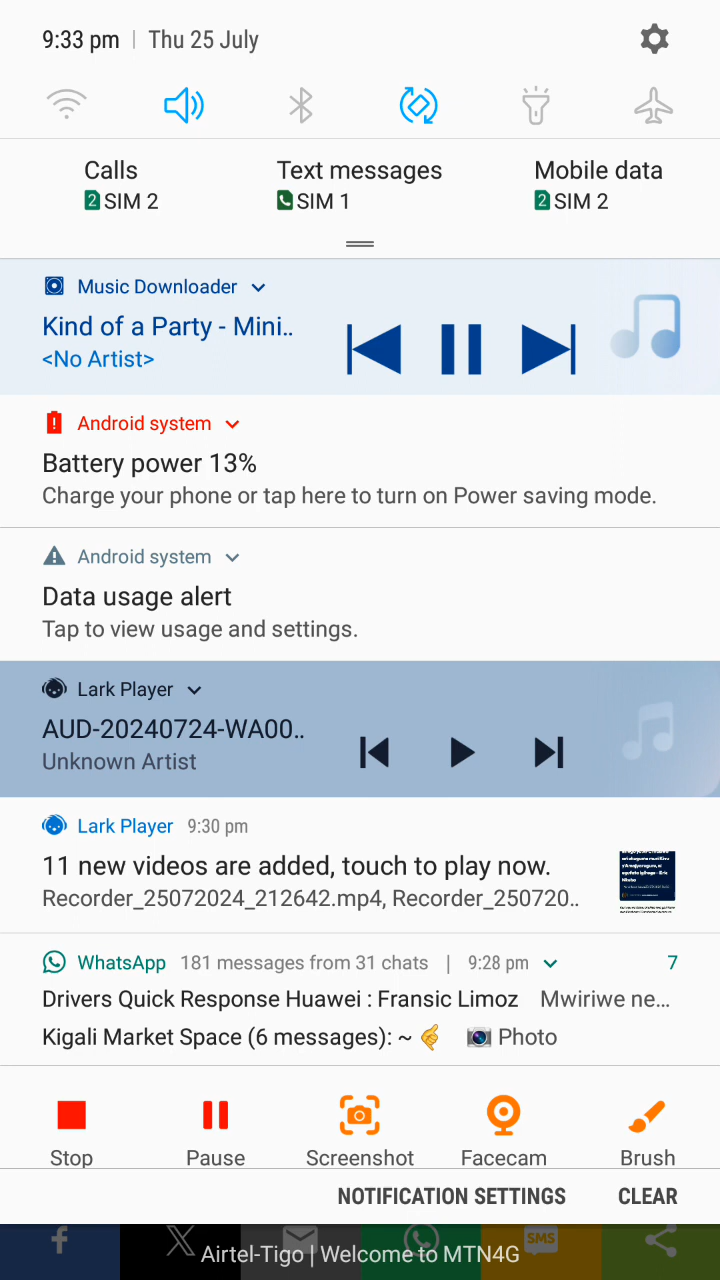 9:33 pm | Thu 25 July
Calls
2 SIM 2
Text messages
SIM 1
Mobile data
2 SIM 2
Music Downloader
Kind of a Party - Mini..
<No Artist>
Android system
Battery power 13%
Charge your phone or tap here to turn on Power saving mode.
Android system
Data usage alert
Tap to view usage and settings.
Lark Player
AUD-20240724-WA00..
Unknown Artist
Lark Player 9:30 pm
11 new videos are added, touch to play now.
Recorder_25072024_212642.mp4, Recorder_250720..
WhatsApp 181 messages from 31 chats | 9:28 pm 7
Drivers Quick Response Huawei : Fransic Limoz Mwiriwe ne...
Kigali Market Space (6 messages): ~ 🤙 📷 Photo
Stop
Pause
Screenshot
Facecam
Brush
NOTIFICATION SETTINGS
CLEAR
SMS
Airtel-Tigo | Welcome to MTN4G